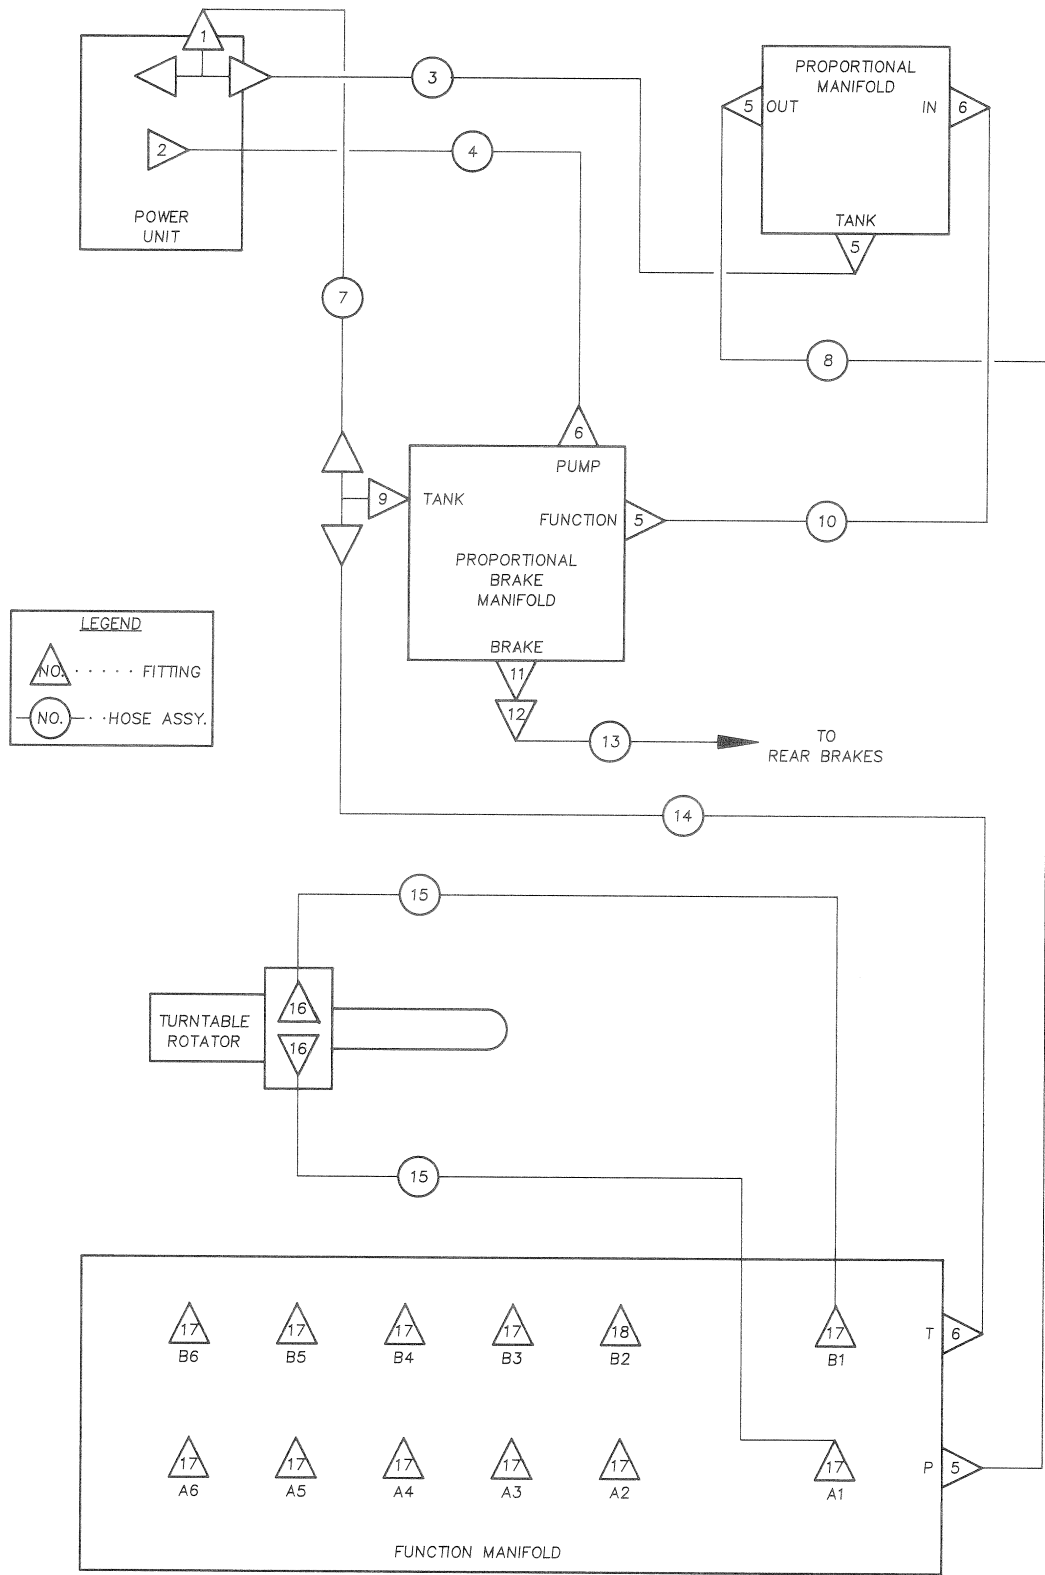 1
3
2
4
POWER
UNIT
PROPORTIONAL
MANIFOLD
5 OUT
IN 6
TANK
5
7
8
6
PUMP
9 TANK
FUNCTION 5
10
PROPORTIONAL
BRAKE
MANIFOLD
BRAKE
11
12
13
TO
REAR BRAKES
LEGEND
NO. · · · · · FITTING
NO. · · HOSE ASSY.
14
15
TURNTABLE
ROTATOR
16
16
15
17 17 17 17 18 17
B6 B5 B4 B3 B2 B1
T 6
17 17 17 17 17 17
A6 A5 A4 A3 A2 A1
P 5
FUNCTION MANIFOLD